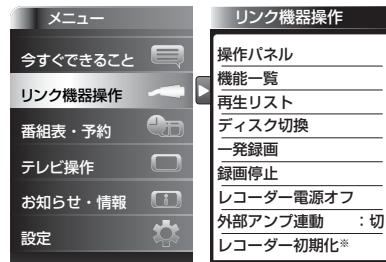 メニュー
今すぐできること
リンク機器操作
番組表・予約
テレビ操作
お知らせ・情報
設定
リンク機器操作
操作パネル
機能一覧
再生リスト
ディスク切換
一発録画
録画停止
レコーダー電源オフ
外部アンプ連動　：切
レコーダー初期化※